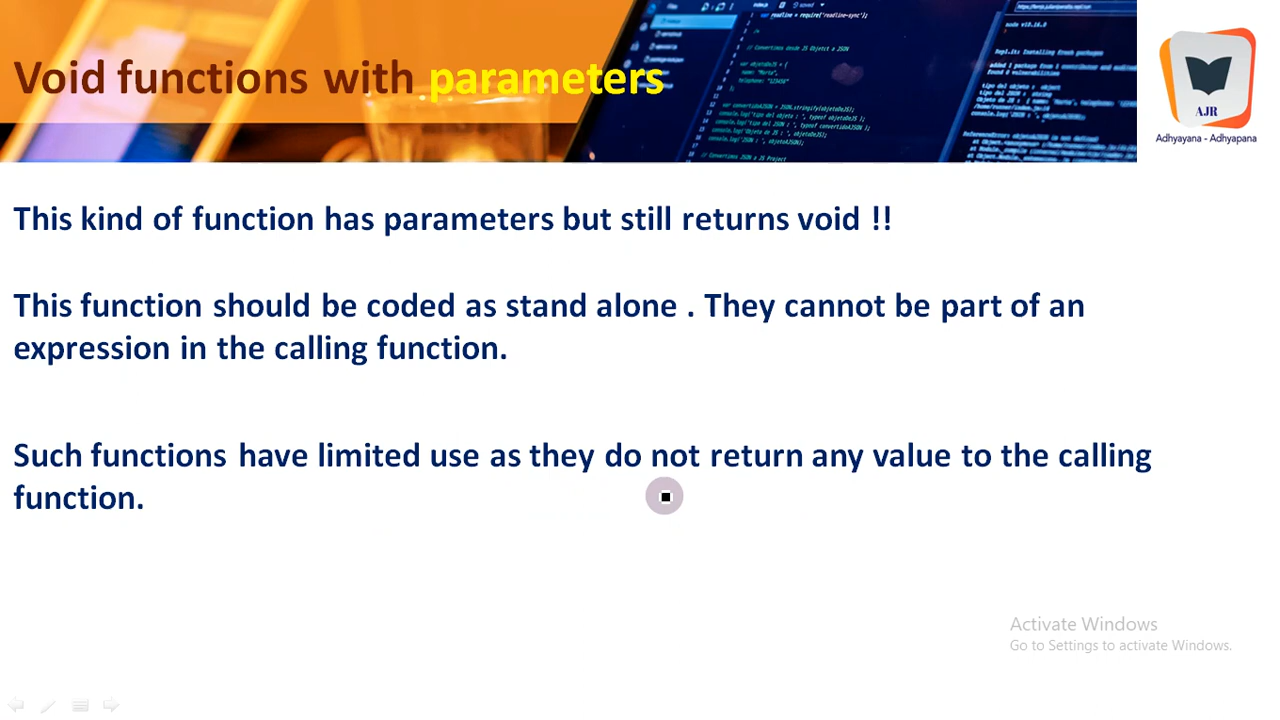 Void functions with parameters
AJR
Adhyayana - Adhyapana
This kind of function has parameters but still returns void !!
This function should be coded as stand alone . They cannot be part of an
expression in the calling function.
Such functions have limited use as they do not return any value to the calling
function.
Activate Windows
Go to Settings to activate Windows.